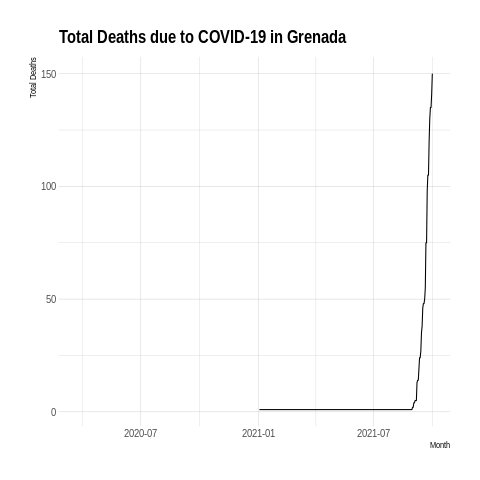 Total Deaths due to COVID-19 in Grenada
Total Deaths
150
100
50
0
2020-07 2021-01 2021-07
Month